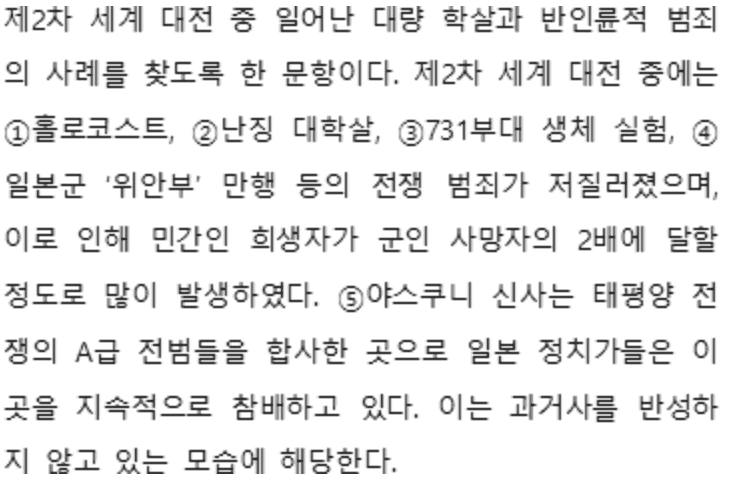 제2차 세계 대전 중 일어난 대량 학살과 반인륜적 범죄
의 사례를 찾도록 한 문항이다. 제2차 세계 대전 중에는
①홀로코스트, ②난징 대학살, ③731부대 생체 실험, ④
일본군 ‘위안부’ 만행 등의 전쟁 범죄가 저질러졌으며,
이로 인해 민간인 희생자가 군인 사망자의 2배에 달할
정도로 많이 발생하였다. ⑤야스쿠니 신사는 태평양 전
쟁의 A급 전범들을 합사한 곳으로 일본 정치가들은 이
곳을 지속적으로 참배하고 있다. 이는 과거사를 반성하
지 않고 있는 모습에 해당한다.